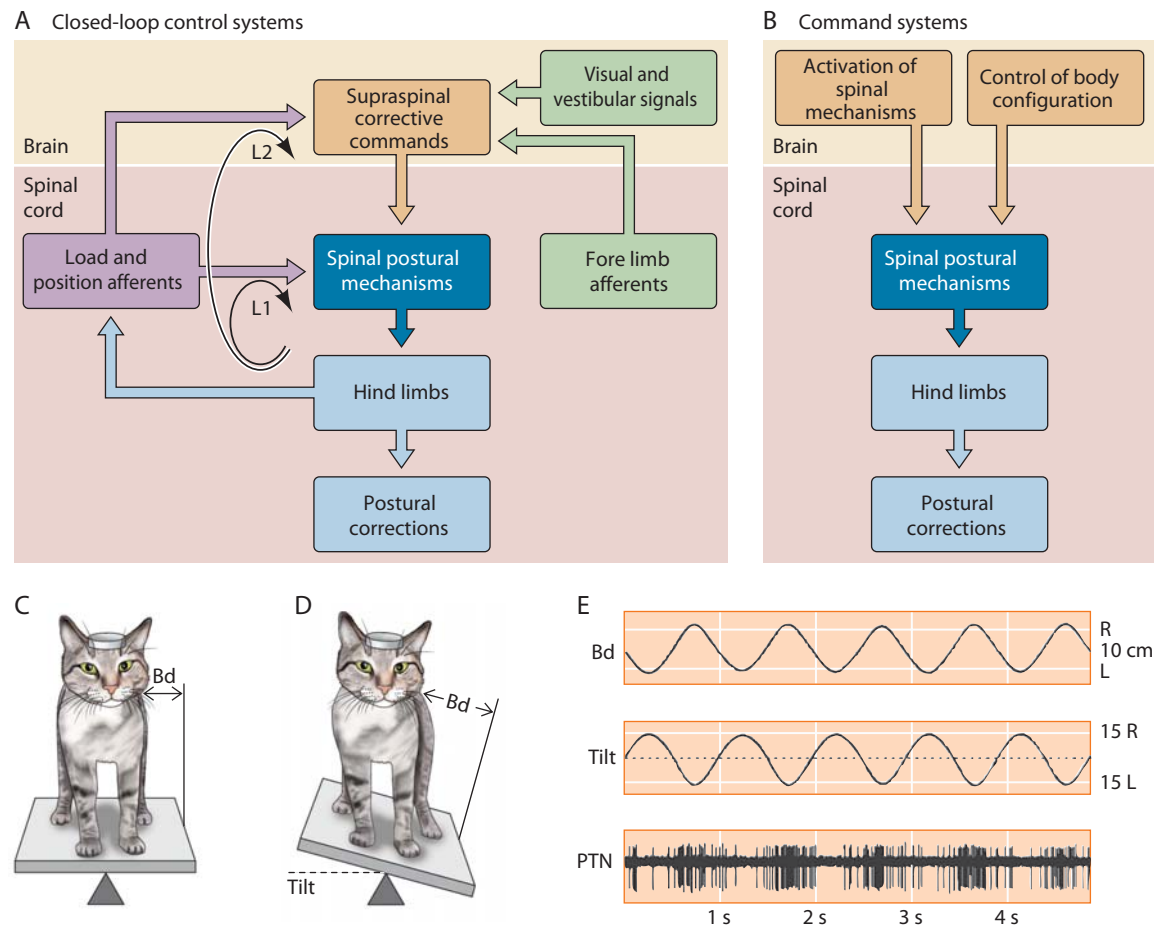 A Closed-loop control systems
Supraspinal
corrective
commands
Visual and
vestibular signals
L2
Brain
Spinal
cord
Load and
position afferents
Spinal postural
mechanisms
Fore limb
afferents
L1
Hind limbs
Postural
corrections
B Command systems
Activation of
spinal
mechanisms
Control of body
configuration
Brain
Spinal
cord
Spinal postural
mechanisms
Hind limbs
Postural
corrections
C
Bd
D
Bd
Tilt
E
Bd
R
10 cm
L
Tilt
15 R
15 L
PTN
1 s
2 s
3 s
4 s